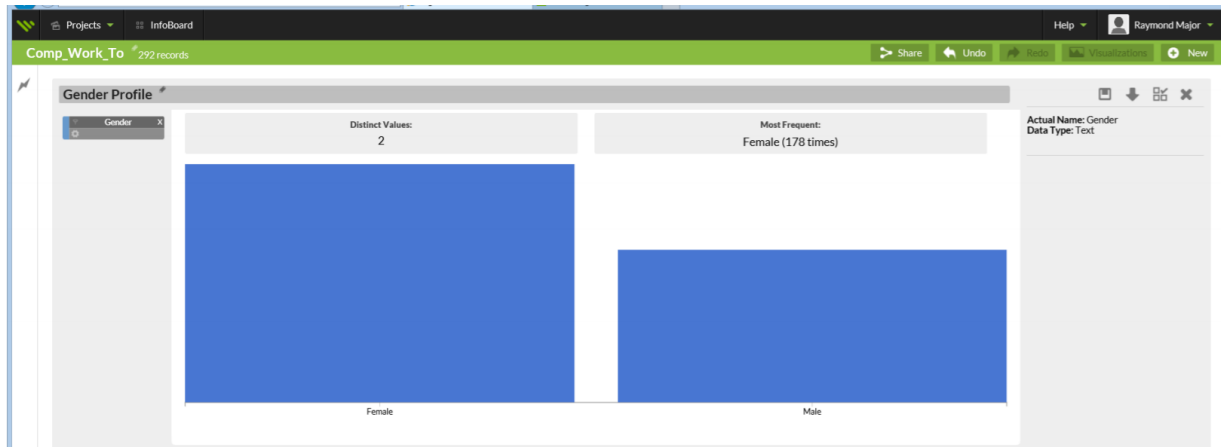 Projects InfoBoard Help Raymond Major
Comp_Work_To 292 records Share Undo Redo Visualizations New
Gender Profile
Gender X
Distinct Values:
2
Most Frequent:
Female (178 times)
Actual Name: Gender
Data Type: Text
Female Male